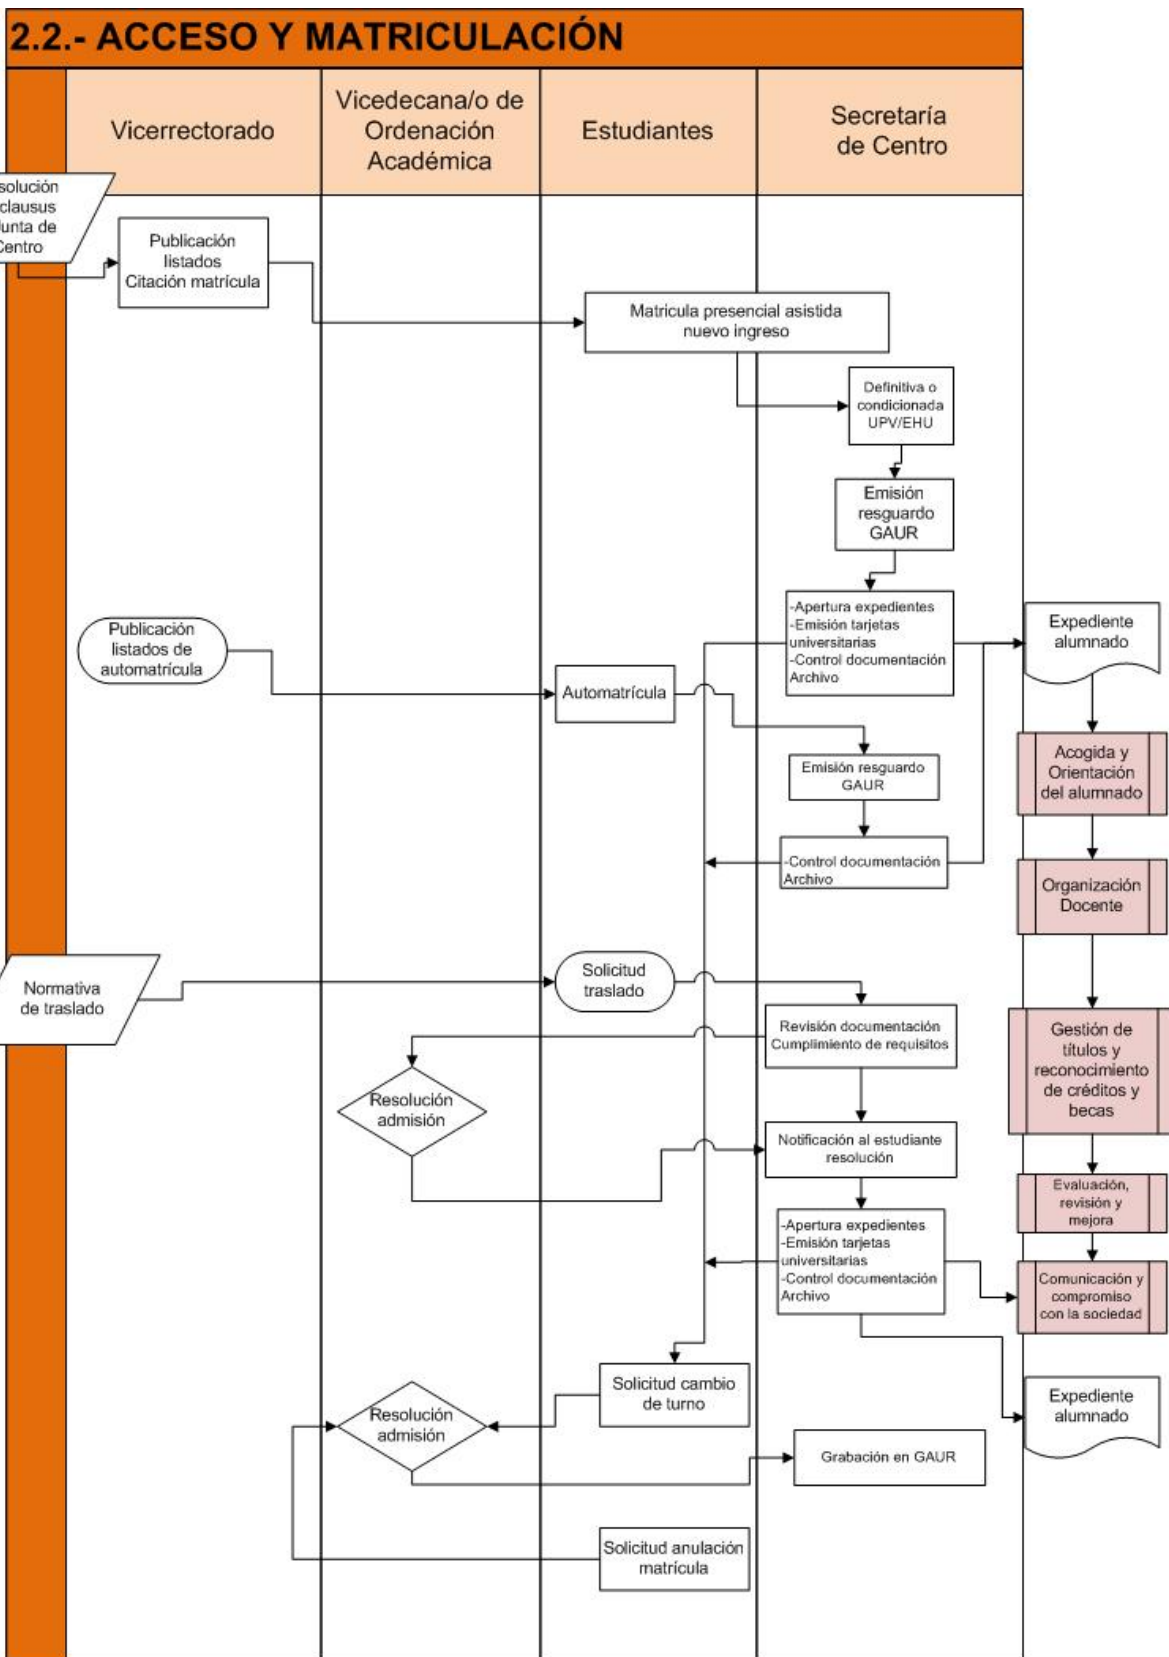 2.2.- ACCESO Y MATRICULACIÓN
Vicerrectorado
Vicedecana/o de
Ordenación
Académica
Estudiantes
Secretaría
de Centro
clausus
Centro
Publicación
listados
Citación matrícula
Matricula presencial asistida
nuevo ingreso
Definitiva o
condicionada
UPV/EHU
Emisión
resguardo
GAUR
-Apertura expedientes
-Emisión tarjetas
universitarias
-Control documentación
Archivo
Expediente
alumnado
Publicación
listados de
automatrícula
Automatrícula
Emisión resguardo
GAUR
-Control documentación
Archivo
Acogida y
Orientación
del alumnado
Organización
Docente
Normativa
de traslado
Solicitud
traslado
Revisión documentación
Cumplimiento de requisitos
Resolución
admisión
Notificación al estudiante
resolución
Gestión de
títulos y
reconocimiento
de créditos y
becas
Evaluación,
revisión y
mejora
-Apertura expedientes
-Emisión tarjetas
universitarias
-Control documentación
Archivo
Comunicación y
compromiso
con la sociedad
Solicitud cambio
de turno
Resolución
admisión
Expediente
alumnado
Grabación en GAUR
Solicitud anulación
matrícula